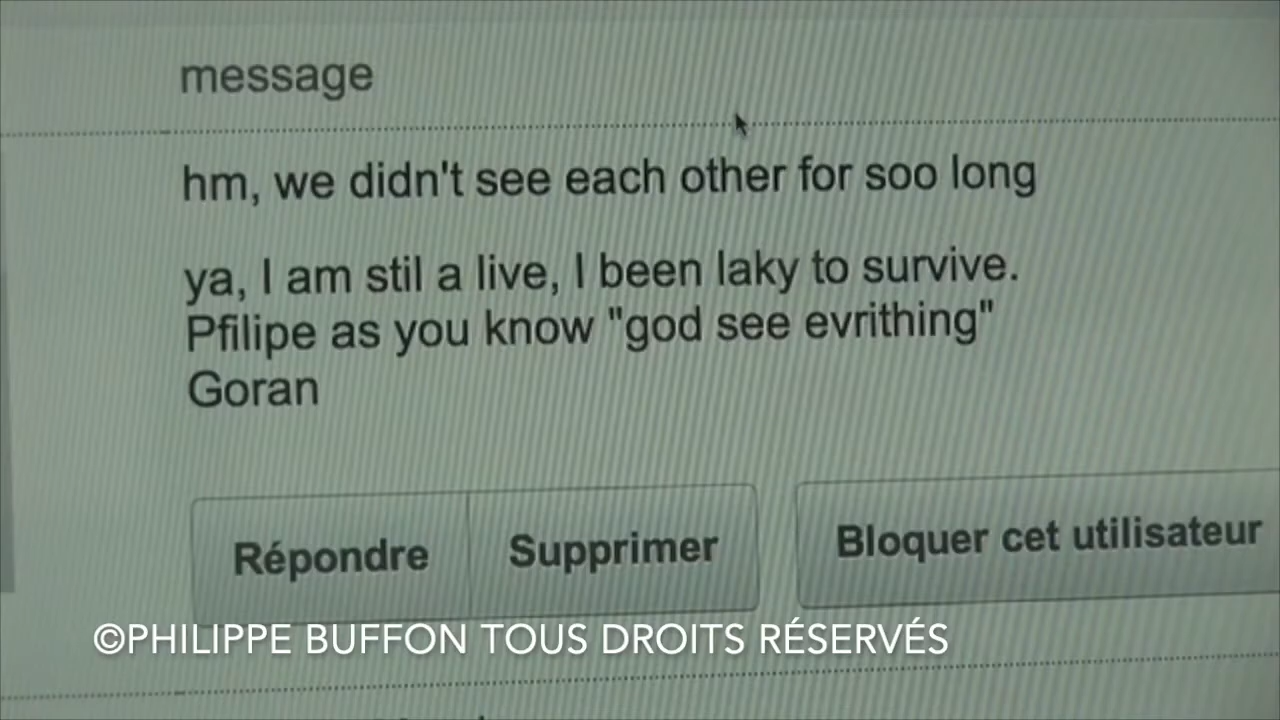 message
hm, we didn't see each other for soo long
ya, I am stil a live, I been laky to survive.
Pfilipe as you know "god see evrithing"
Goran
Répondre
Supprimer
Bloquer cet utilisateur
©PHILIPPE BUFFON TOUS DROITS RÉSERVÉS